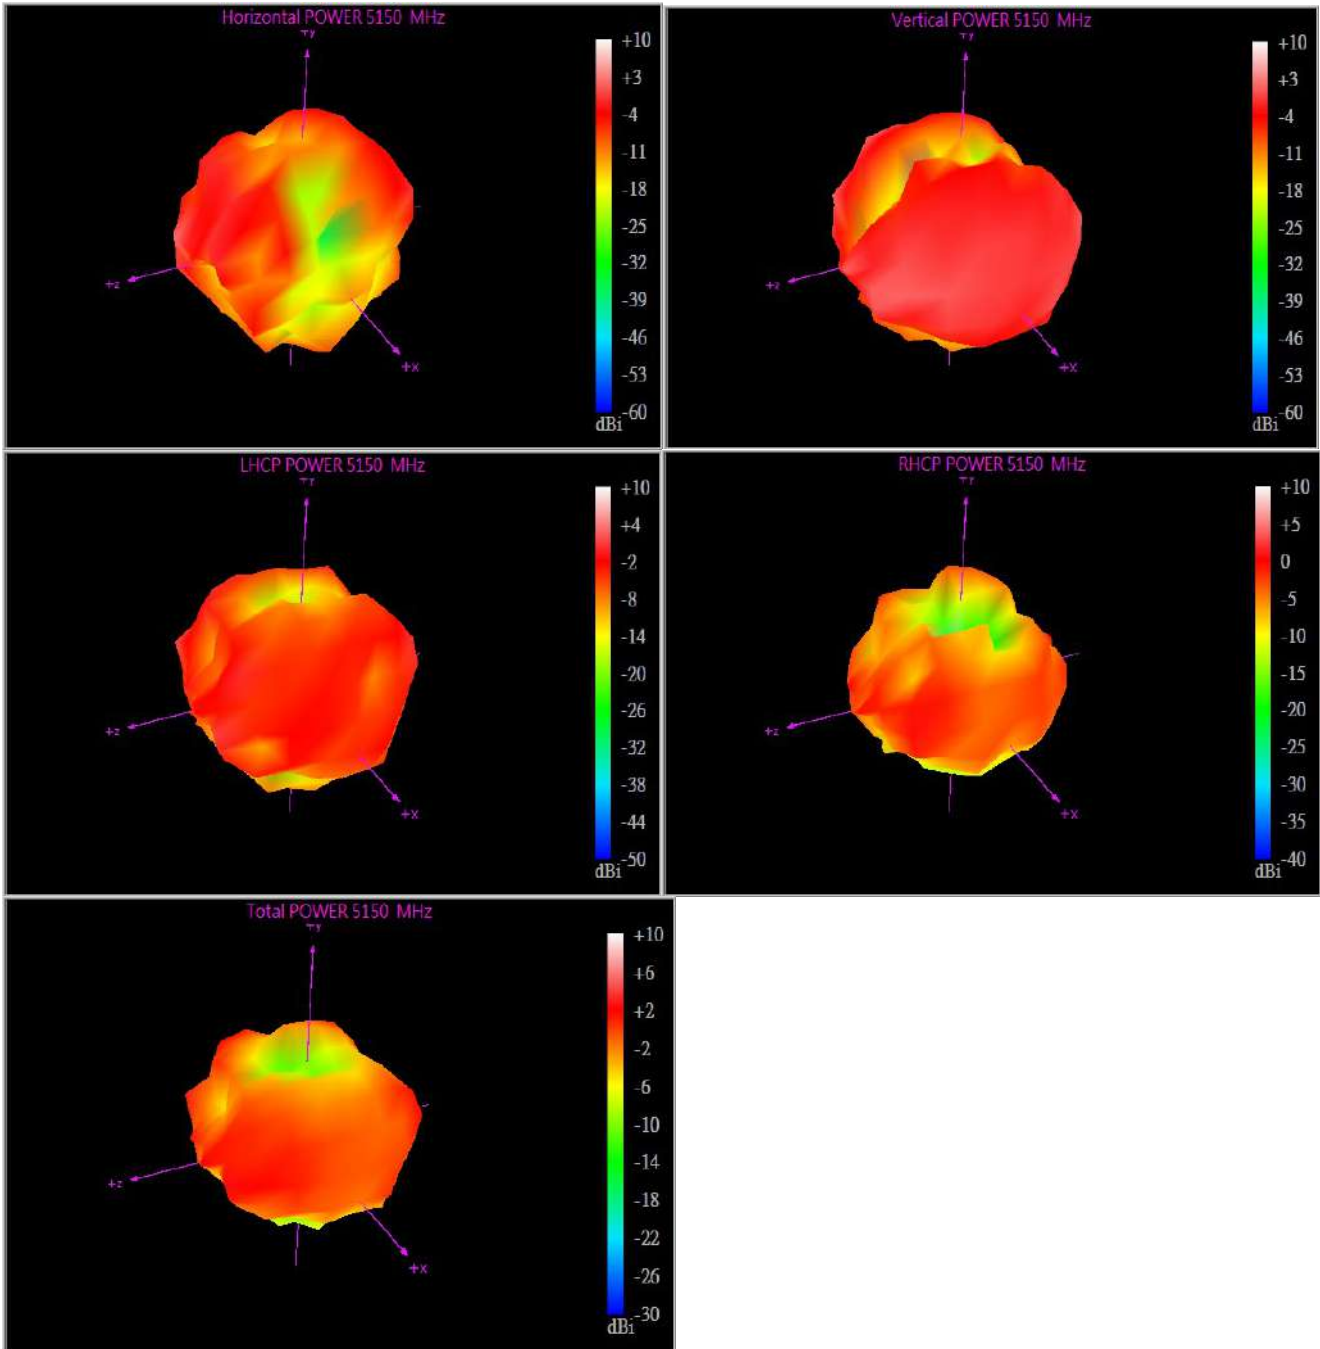 Horizontal POWER 5150 MHz
+y
+10
+3
-4
-11
-18
-25
-32
-39
-46
-53
-60
dBi
+z
+x
Vertical POWER 5150 MHz
+y
+10
+3
-4
-11
-18
-25
-32
-39
-46
-53
-60
dBi
+z
+x
LHCP POWER 5150 MHz
+y
+10
+4
-2
-8
-14
-20
-26
-32
-38
-44
-50
dBi
+z
+x
RHCP POWER 5150 MHz
+y
+10
+5
0
-5
-10
-15
-20
-25
-30
-35
-40
dBi
+z
+x
Total POWER 5150 MHz
+y
+10
+6
+2
-2
-6
-10
-14
-18
-22
-26
-30
dBi
+z
+x